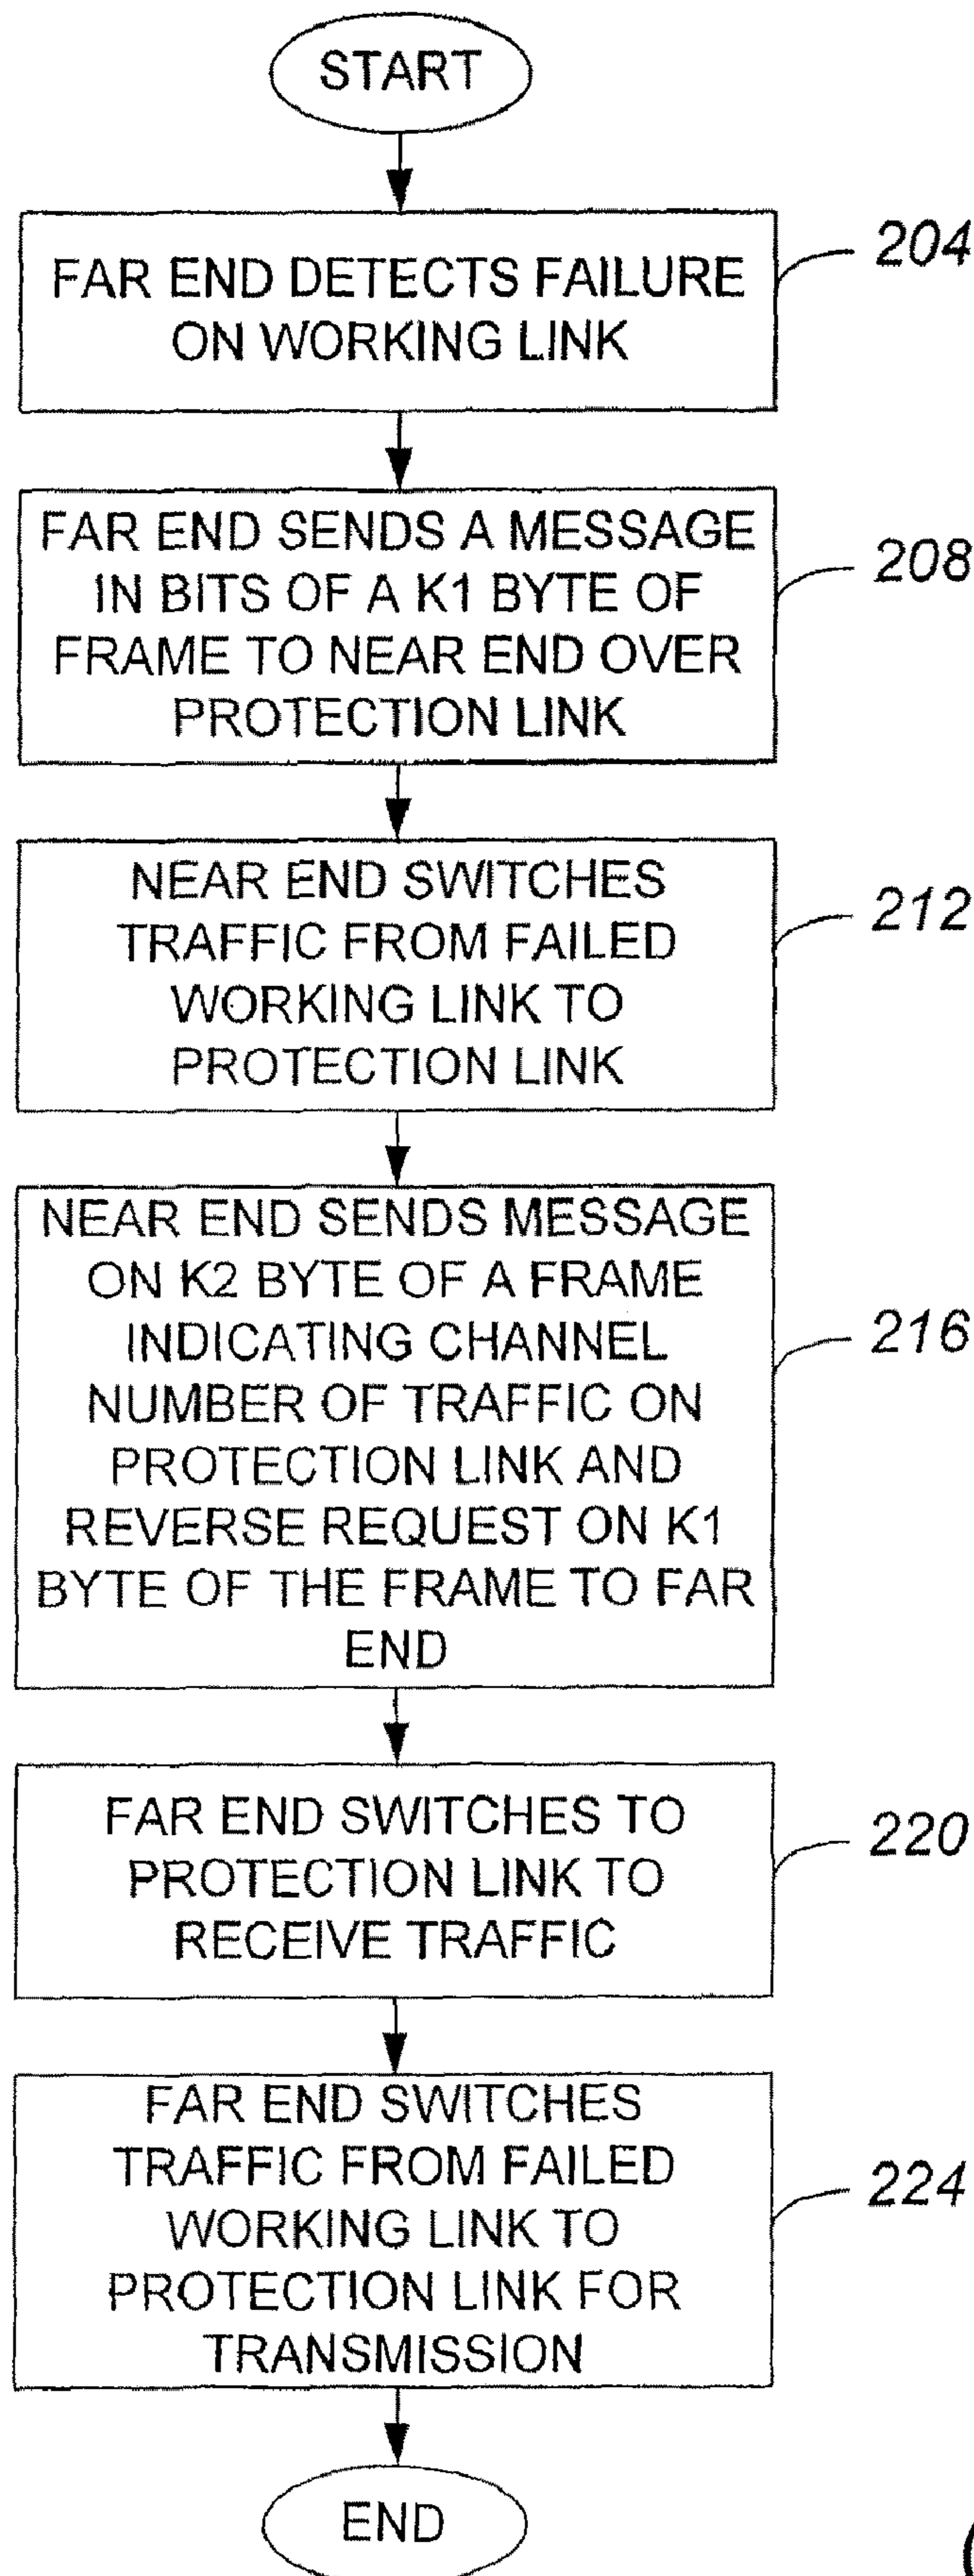 START
FAR END DETECTS FAILURE
ON WORKING LINK
204
FAR END SENDS A MESSAGE
IN BITS OF A K1 BYTE OF
FRAME TO NEAR END OVER
PROTECTION LINK
208
NEAR END SWITCHES
TRAFFIC FROM FAILED
WORKING LINK TO
PROTECTION LINK
212
NEAR END SENDS MESSAGE
ON K2 BYTE OF A FRAME
INDICATING CHANNEL
NUMBER OF TRAFFIC ON
PROTECTION LINK AND
REVERSE REQUEST ON K1
BYTE OF THE FRAME TO FAR
END
216
FAR END SWITCHES TO
PROTECTION LINK TO
RECEIVE TRAFFIC
220
FAR END SWITCHES
TRAFFIC FROM FAILED
WORKING LINK TO
PROTECTION LINK FOR
TRANSMISSION
224
END